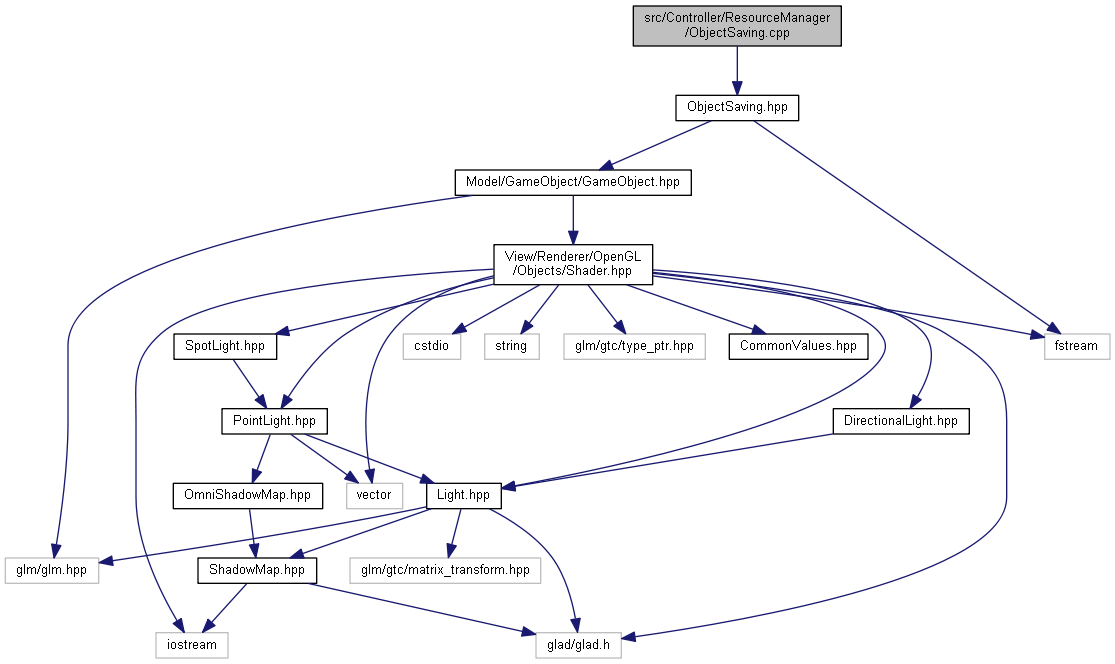 src/Controller/ResourceManager
/ObjectSaving.cpp
ObjectSaving.hpp
Model/GameObject/GameObject.hpp
View/Renderer/OpenGL
/Objects/Shader.hpp
SpotLight.hpp
cstdio
string
glm/gtc/type_ptr.hpp
CommonValues.hpp
fstream
PointLight.hpp
DirectionalLight.hpp
OmniShadowMap.hpp
vector
Light.hpp
glm/glm.hpp
ShadowMap.hpp
glm/gtc/matrix_transform.hpp
iostream
glad/glad.h